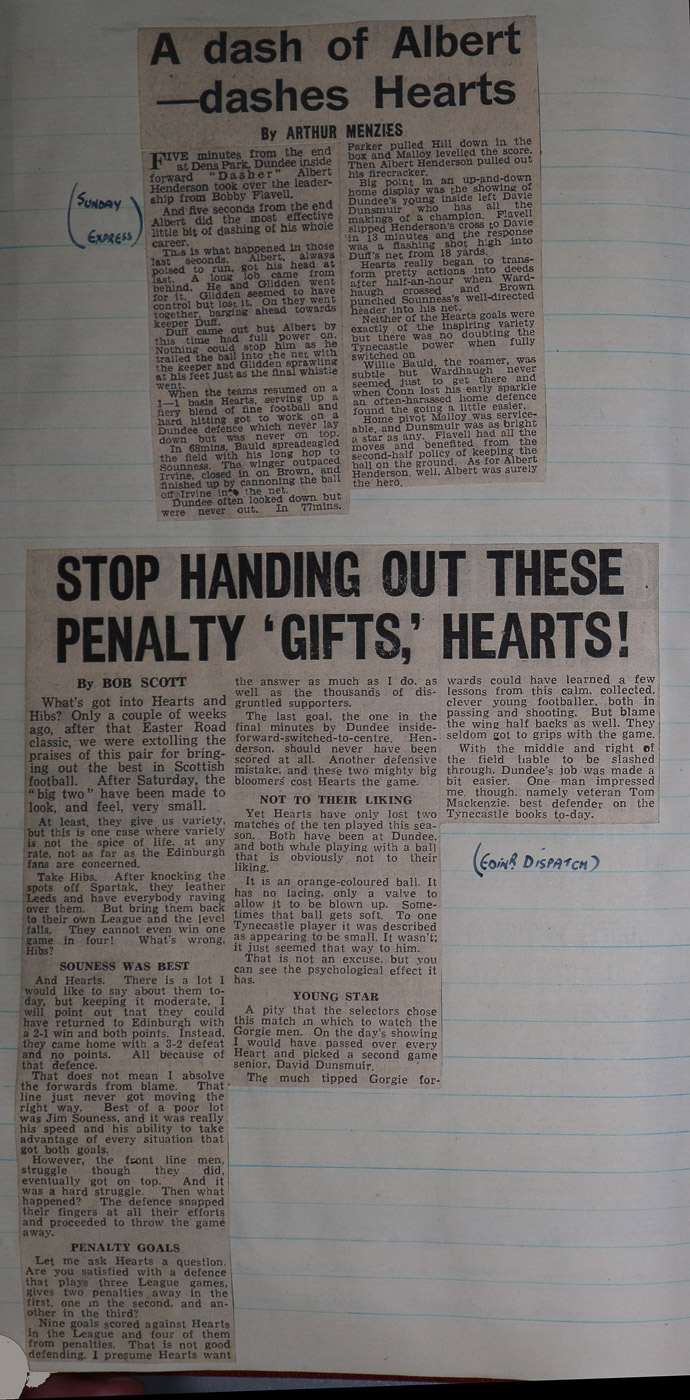 A dash of Albert
—dashes Hearts
By ARTHUR MENZIES
FIVE minutes from the end
at Dens Park, Dundee inside
forward "Dasher" Albert
Henderson took over the leader-
ship from Bobby Flavell.
And five seconds from the end
Albert did the most effective
little bit of dashing of his whole
career.
This is what happened in those
last seconds. Albert, always
poised to run, got his head at
last. A long lob came from
behind. He and Glidden went
for it. Glidden seemed to have
control but lost it. On they went
together, barging ahead towards
keeper Duff.
Duff came out but Albert by
this time had full power on.
Nothing could stop him as he
trailed the ball into the net with
the keeper and Glidden sprawling
at his feet just as the final whistle
went.
When the teams resumed on a
1—1 basis Hearts, serving up a
fiery blend of fine football and
hard hitting got to work on a
Dundee defence which never lay
down but was never on top.
In 68mins. Bauld spreadeagled
the field with his long hop to
Sounness. The winger outpaced
Irvine, closed in on Brown, and
finished up by cannoning the ball
off Irvine into the net.
Dundee often looked down but
were never out. In 77mins.
Parker pulled Hill down in the
box and Malloy levelled the score.
Then Albert Henderson pulled out
his firecracker.
Big point in an up-and-down
home display was the showing of
Dundee's young inside left Davie
Dunsmuir who has all the
makings of a champion. Flavell
slipped Henderson's cross to Davie
in 13 minutes and the response
was a flashing shot high into
Duff's net from 18 yards.
Hearts really began to trans-
form pretty actions into deeds
after half-an-hour when Ward-
haugh crossed and Brown
punched Sounness's well-directed
header into his net.
Neither of the Hearts goals were
exactly of the inspiring variety
but there was no doubting the
Tynecastle power when fully
switched on
Willie Bauld, the roamer, was
subtle but Wardhaugh never
seemed just to get there and
when Conn lost his early sparkle
an often-harassed home defence
found the going a little easier.
Home pivot Malloy was service-
able, and Dunsmuir was as bright
a star as any. Flavell had all the
moves and benefited from the
second-half policy of keeping the
ball on the ground. As for Albert
Henderson, well, Albert was surely
the hero.
(SUNDAY
EXPRESS)
STOP HANDING OUT THESE
PENALTY 'GIFTS,' HEARTS!
By BOB SCOTT
What's got into Hearts and
Hibs? Only a couple of weeks
ago, after that Easter Road
classic, we were extolling the
praises of this pair for bring-
ing out the best in Scottish
football. After Saturday, the
"big two" have been made to
look, and feel, very small.
At least, they give us variety,
but this is one case where variety
is not the spice of life, at any
rate, not as far as the Edinburgh
fans are concerned.
Take Hibs. After knocking the
spots off Spartak, they leather
Leeds and have everybody raving
over them. But bring them back
to their own League and the level
falls. They cannot even win one
game in four! What's wrong,
Hibs?
SOUNESS WAS BEST
And Hearts. There is a lot I
would like to say about them to-
day, but keeping it moderate, I
will point out that they could
have returned to Edinburgh with
a 2-1 win and both points. Instead,
they came home with a 3-2 defeat
and no points. All because of
that defence.
That does not mean I absolve
the forwards from blame. That
line just never got moving the
right way. Best of a poor lot
was Jim Souness, and it was really
his speed and his ability to take
advantage of every situation that
got both goals.
However, the front line men,
struggle though they did,
eventually got on top. And it
was a hard struggle. Then what
happened? The defence snapped
their fingers at all their efforts
and proceeded to throw the game
away.
PENALTY GOALS
Let me ask Hearts a question.
Are you satisfied with a defence
that plays three League games,
gives two penalties away in the
first, one in the second, and an-
other in the third?
Nine goals scored against Hearts
in the League and four of them
from penalties. That is not good
defending. I presume Hearts want
the answer as much as I do, as
well as the thousands of dis-
gruntled supporters.
The last goal, the one in the
final minutes by Dundee inside-
forward-switched-to-centre, Hen-
derson, should never have been
scored at all. Another defensive
mistake, and these two mighty big
bloomers cost Hearts the game.
NOT TO THEIR LIKING
Yet Hearts have only lost two
matches of the ten played this sea-
son. Both have been at Dundee,
and both while playing with a ball
that is obviously not to their
liking.
It is an orange-coloured ball. It
has no lacing, only a valve to
allow it to be blown up. Some-
times that ball gets soft. To one
Tynecastle player it was described
as appearing to be small. It wasn't;
it just seemed that way to him.
That is not an excuse, but you
can see the psychological effect it
has.
YOUNG STAR
A pity that the selectors chose
this match in which to watch the
Gorgie men. On the day's showing
I would have passed over every
Heart and picked a second game
senior, David Dunsmuir.
The much tipped Gorgie for-
wards could have learned a few
lessons from this calm, collected,
clever young footballer, both in
passing and shooting. But blame
the wing half backs as well. They
seldom got to grips with the game.
With the middle and right of
the field liable to be slashed
through, Dundee's job was made a
bit easier. One man impressed
me, though, namely veteran Tom
Mackenzie, best defender on the
Tynecastle books to-day.
(EDINR DISPATCH)